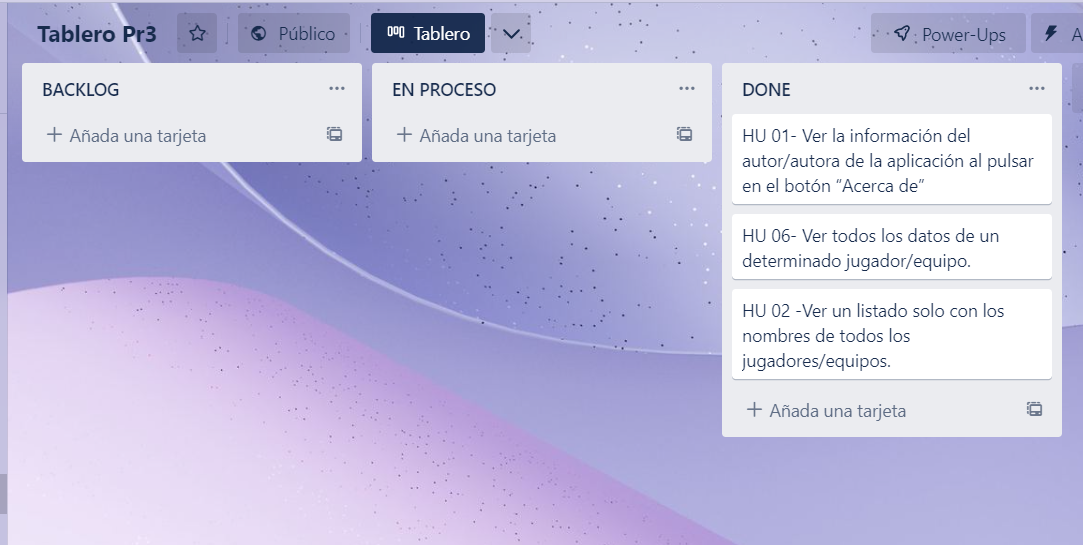 Tablero Pr3
Público
Tablero
Power-Ups
A
BACKLOG
Añada una tarjeta
EN PROCESO
Añada una tarjeta
DONE
HU 01- Ver la información del
autor/autora de la aplicación al pulsar
en el botón “Acerca de”
HU 06- Ver todos los datos de un
determinado jugador/equipo.
HU 02 -Ver un listado solo con los
nombres de todos los
jugadores/equipos.
Añada una tarjeta